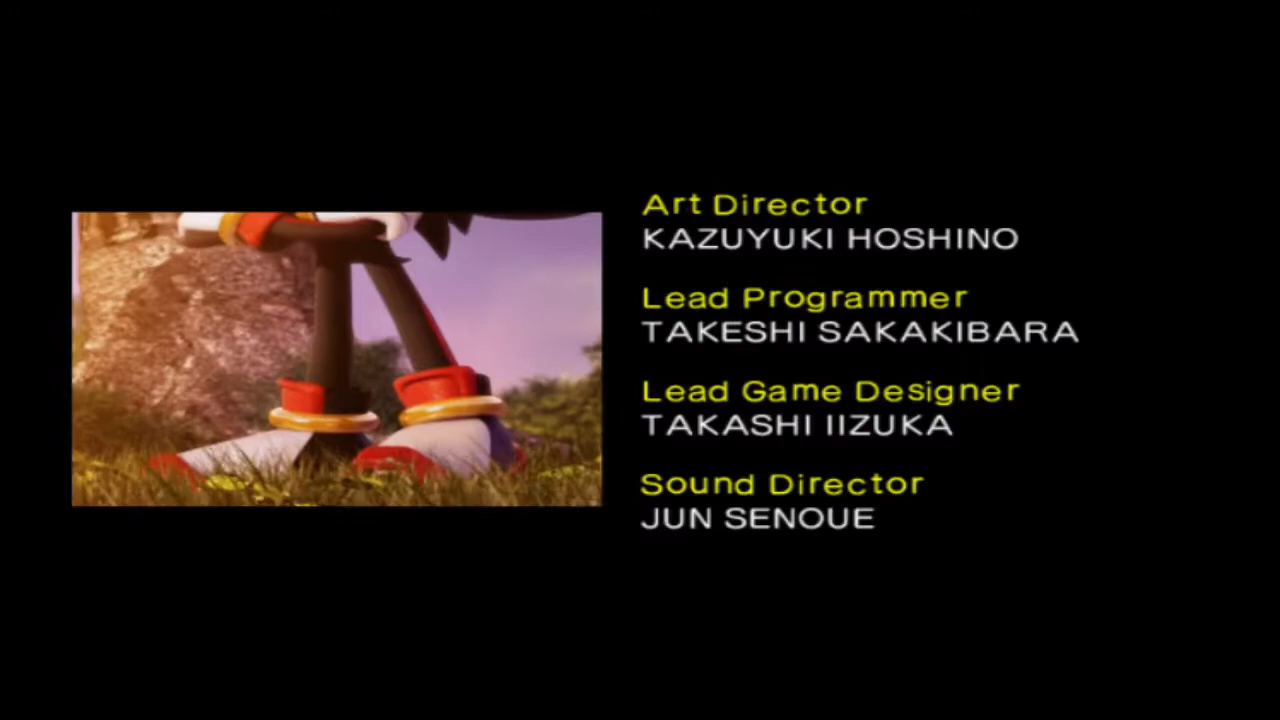 Art Director
KAZUYUKI HOSHINO
Lead Programmer
TAKESHI SAKAKIBARA
Lead Game Designer
TAKASHI IIZUKA
Sound Director
JUN SENOUE